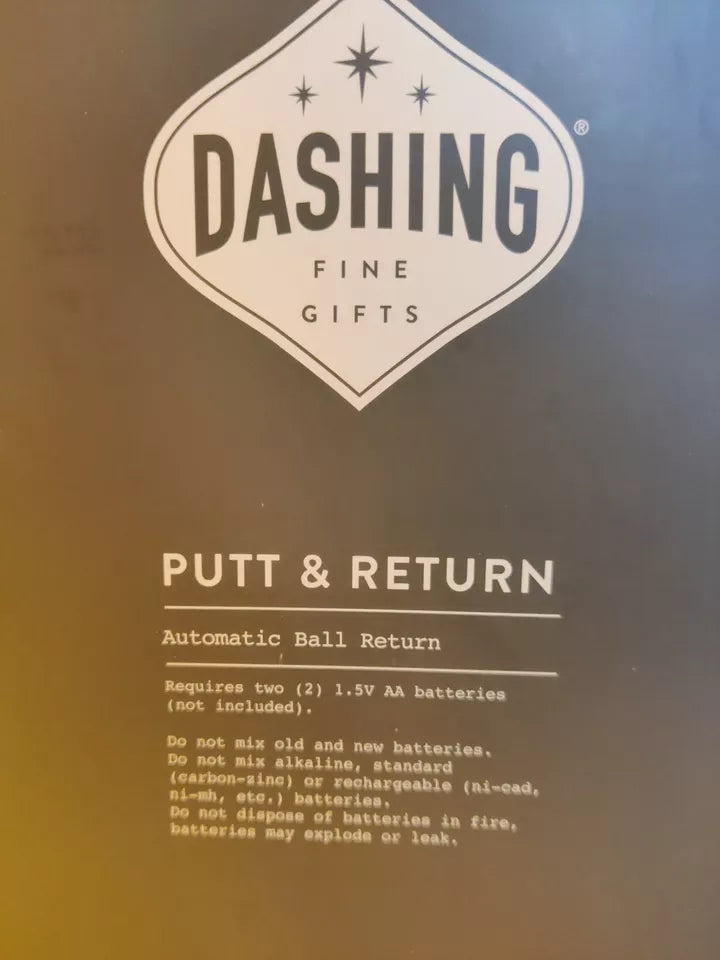 DASHING
®
FINE
GIFTS
PUTT & RETURN
Automatic Ball Return
Requires two (2) 1.5V AA batteries
(not included).
Do not mix old and new batteries.
Do not mix alkaline, standard
(carbon-zinc) or rechargeable (ni-cad,
ni-mh, etc.) batteries.
Do not dispose of batteries in fire,
batteries may explode or leak.